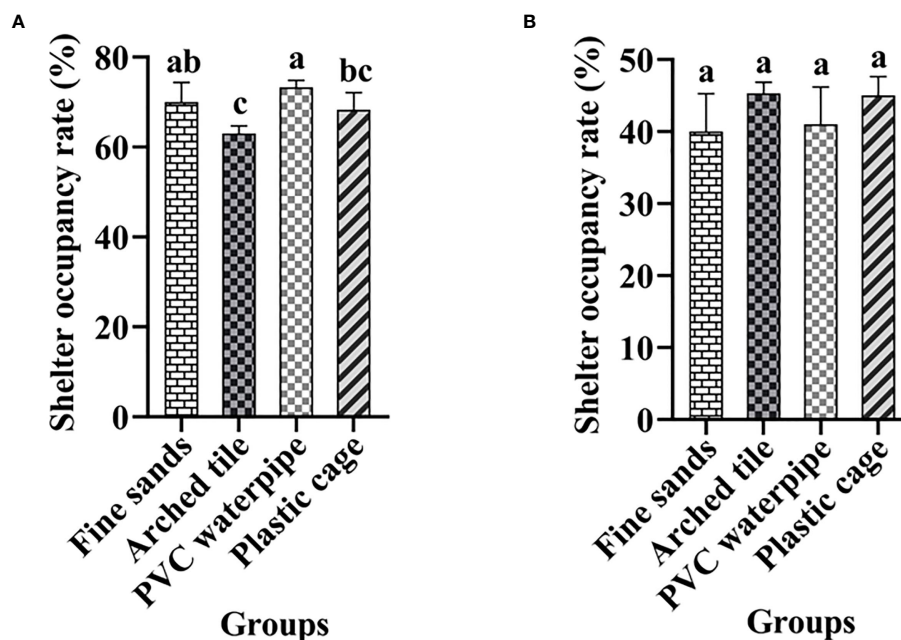 A
Shelter occupancy rate (%)
80
60
40
20
0
ab
c
a
bc
Fine sands
Arched tile
PVC waterpipe
Plastic cage
Groups
B
Shelter occupancy rate (%)
50
40
30
20
10
0
a
a
a
a
Fine sands
Arched tile
PVC waterpipe
Plastic cage
Groups